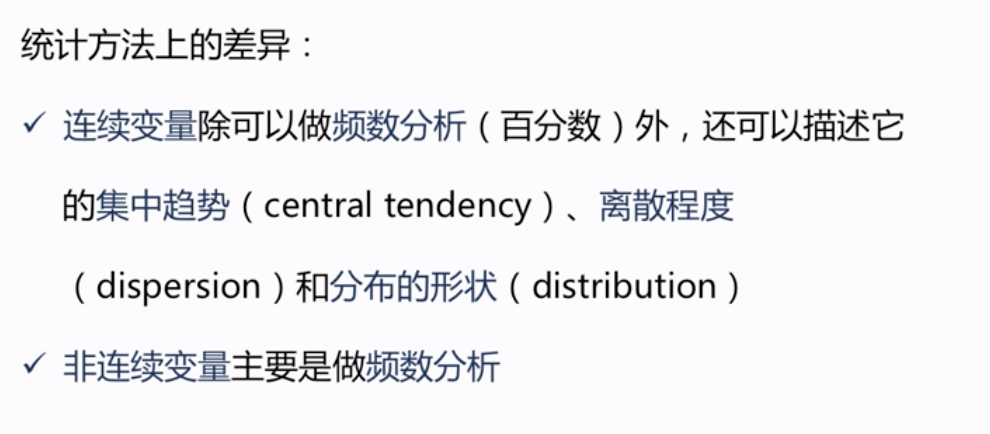 统计方法上的差异：
✓ 连续变量除可以做频数分析（百分数）外，还可以描述它
的集中趋势（central tendency）、离散程度
（dispersion）和分布的形状（distribution）
✓ 非连续变量主要是做频数分析